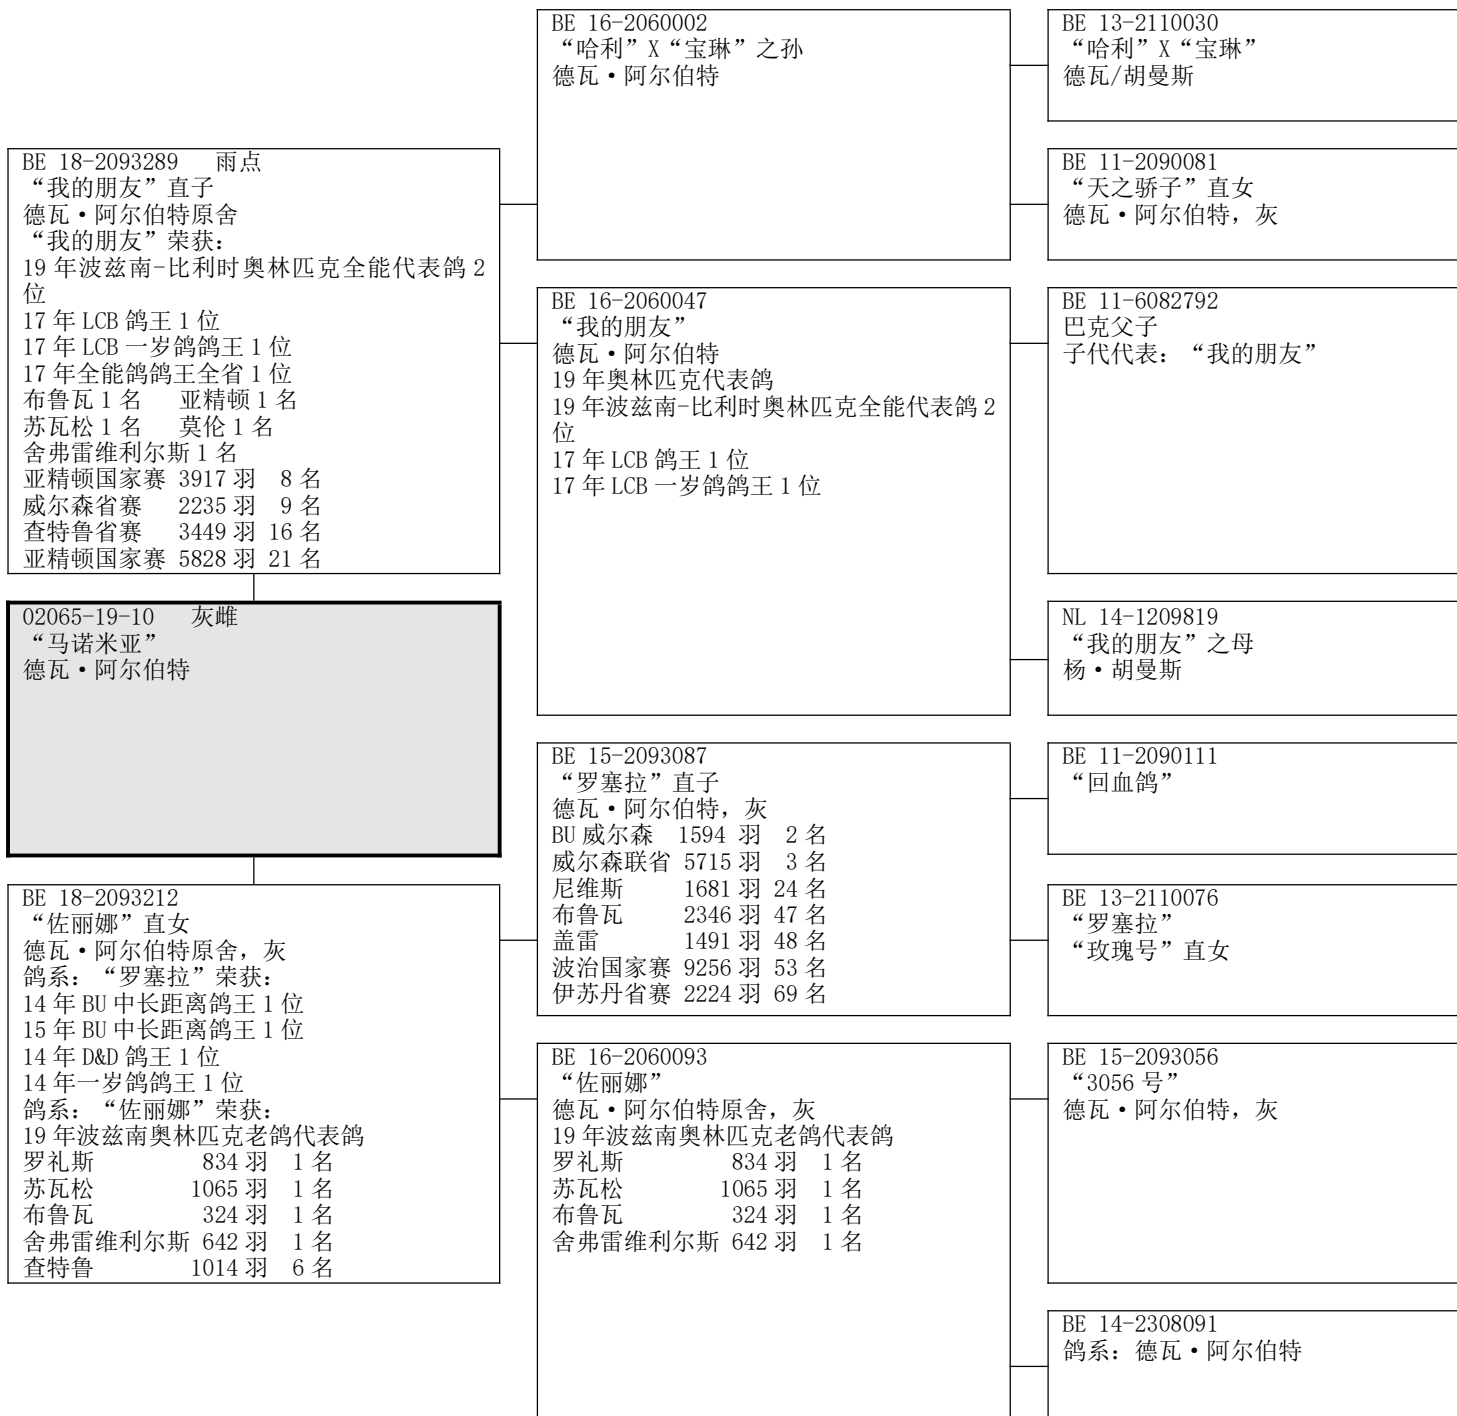 BE 18-2093289 雨点
“我的朋友”直子
德瓦•阿尔伯特原舍
“我的朋友”荣获：
19 年波兹南-比利时奥林匹克全能代表鸽 2
位
17 年 LCB 鸽王 1 位
17 年 LCB 一岁鸽鸽王 1 位
17 年全能鸽鸽王全省 1 位
布鲁瓦 1 名 亚精顿 1 名
苏瓦松 1 名 莫伦 1 名
舍弗雷维利尔斯 1 名
亚精顿国家赛 3917 羽 8 名
威尔森省赛 2235 羽 9 名
查特鲁省赛 3449 羽 16 名
亚精顿国家赛 5828 羽 21 名
02065-19-10 灰雌
“马诺米亚”
德瓦•阿尔伯特
BE 18-2093212
“佐丽娜”直女
德瓦•阿尔伯特原舍，灰
鸽系：“罗塞拉”荣获：
14 年 BU 中长距离鸽王 1 位
15 年 BU 中长距离鸽王 1 位
14 年 D&D 鸽王 1 位
14 年一岁鸽鸽王 1 位
鸽系：“佐丽娜”荣获：
19 年波兹南奥林匹克老鸽代表鸽
罗礼斯 834 羽 1 名
苏瓦松 1065 羽 1 名
布鲁瓦 324 羽 1 名
舍弗雷维利尔斯 642 羽 1 名
查特鲁 1014 羽 6 名
BE 16-2060002
“哈利”X“宝琳”之孙
德瓦•阿尔伯特
BE 16-2060047
“我的朋友”
德瓦•阿尔伯特
19 年奥林匹克代表鸽
19 年波兹南-比利时奥林匹克全能代表鸽 2
位
17 年 LCB 鸽王 1 位
17 年 LCB 一岁鸽鸽王 1 位
BE 15-2093087
“罗塞拉”直子
德瓦•阿尔伯特，灰
BU 威尔森 1594 羽 2 名
威尔森联省 5715 羽 3 名
尼维斯 1681 羽 24 名
布鲁瓦 2346 羽 47 名
盖雷 1491 羽 48 名
波治国家赛 9256 羽 53 名
伊苏丹省赛 2224 羽 69 名
BE 16-2060093
“佐丽娜”
德瓦•阿尔伯特原舍，灰
19 年波兹南奥林匹克老鸽代表鸽
罗礼斯 834 羽 1 名
苏瓦松 1065 羽 1 名
布鲁瓦 324 羽 1 名
舍弗雷维利尔斯 642 羽 1 名
BE 13-2110030
“哈利”X“宝琳”
德瓦/胡曼斯
BE 11-2090081
“天之骄子”直女
德瓦•阿尔伯特，灰
BE 11-6082792
巴克父子
子代代表：“我的朋友”
NL 14-1209819
“我的朋友”之母
杨•胡曼斯
BE 11-2090111
“回血鸽”
BE 13-2110076
“罗塞拉”
“玫瑰号”直女
BE 15-2093056
“3056 号”
德瓦•阿尔伯特，灰
BE 14-2308091
鸽系：德瓦•阿尔伯特